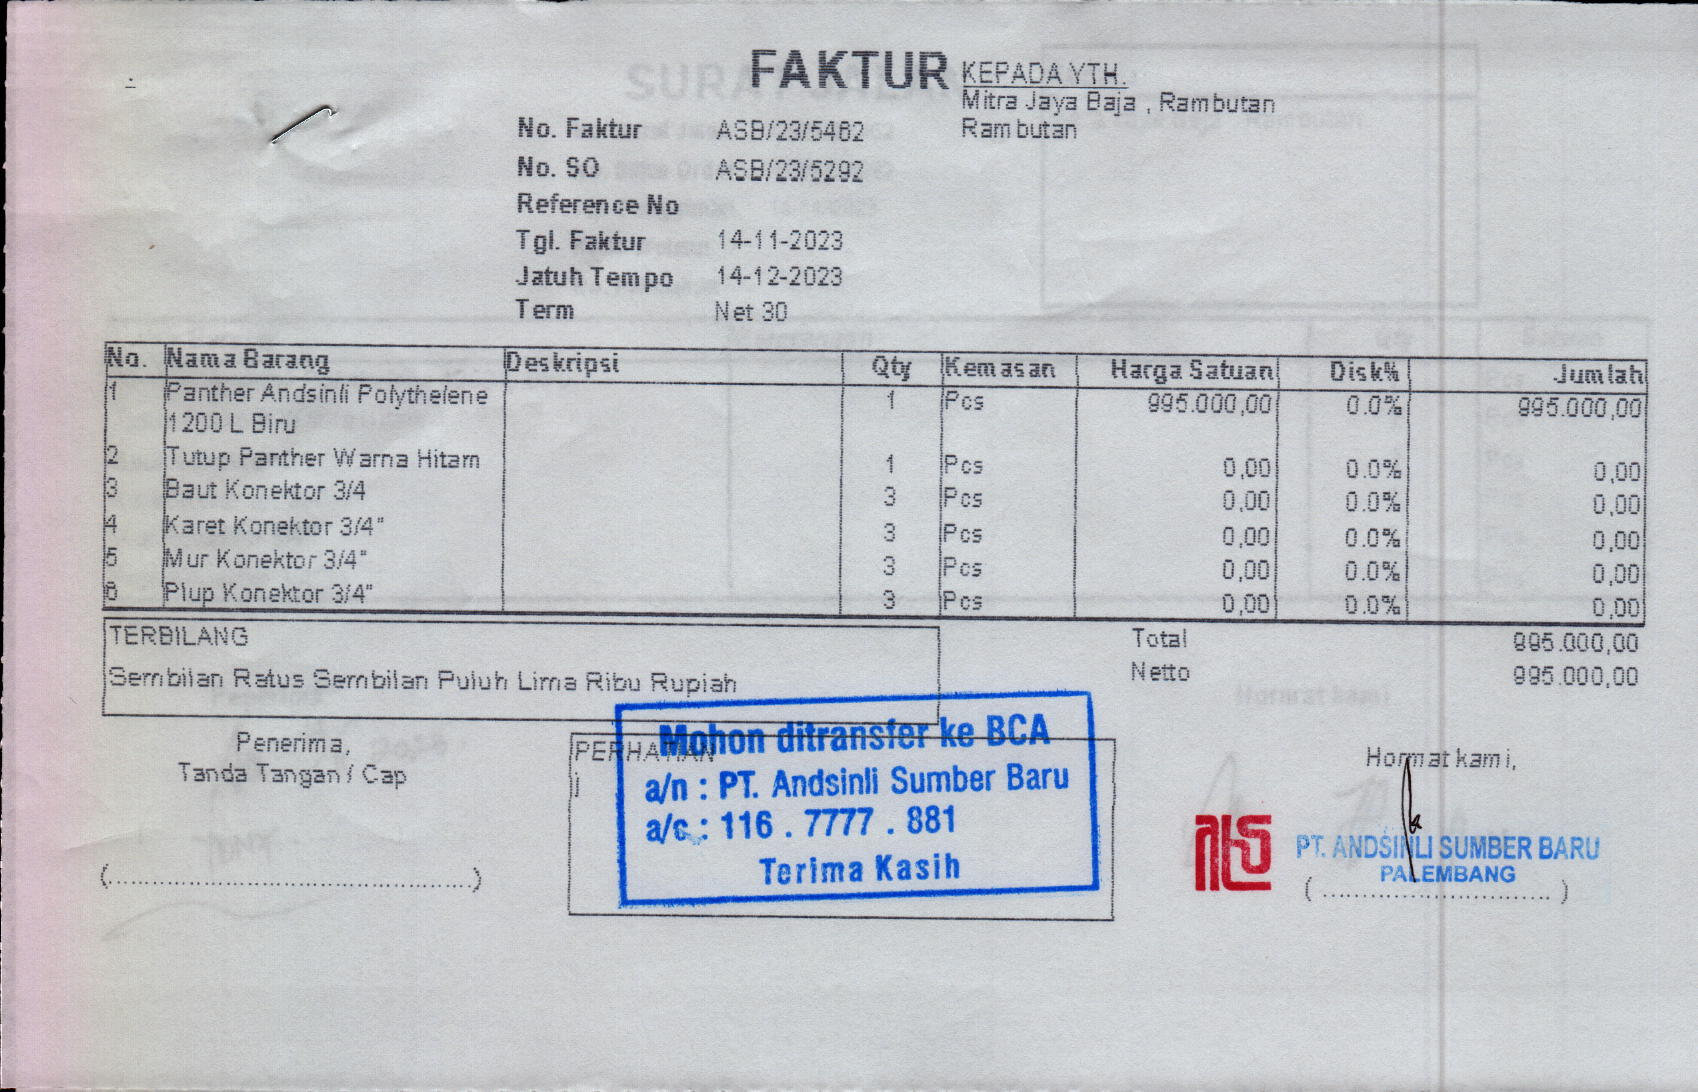 FAKTUR
KEPADA YTH.
Mitra Jaya Baja , Rambutan
Rambutan
No. Faktur ASB/23/5462
No. SO ASB/23/5292
Reference No
Tgl. Faktur 14-11-2023
Jatuh Tempo 14-12-2023
Term Net 30
No. Nama Barang Deskripsi Qty Kemasan Harga Satuan Disk% Jumlah
1 Panther Andsinli Polythelene 1 Pcs 995.000,00 0.0% 995.000,00
1200 L Biru
2 Tutup Panther Warna Hitam 1 Pcs 0,00 0.0% 0,00
3 Baut Konektor 3/4 3 Pcs 0,00 0.0% 0,00
4 Karet Konektor 3/4" 3 Pcs 0,00 0.0% 0,00
5 Mur Konektor 3/4" 3 Pcs 0,00 0.0% 0,00
6 Plup Konektor 3/4" 3 Pcs 0,00 0.0% 0,00
TERBILANG
Sembilan Ratus Sembilan Puluh Lima Ribu Rupiah
Total 995.000,00
Netto 995.000,00
Penerima,
Tanda Tangan / Cap
(................................................)
PERHATIAN
j
Mohon ditransfer ke BCA
a/n : PT. Andsinli Sumber Baru
a/c : 116 . 7777 . 881
Terima Kasih
Hormat kami,
PT. ANDSINLI SUMBER BARU
PALEMBANG
( .............................. )